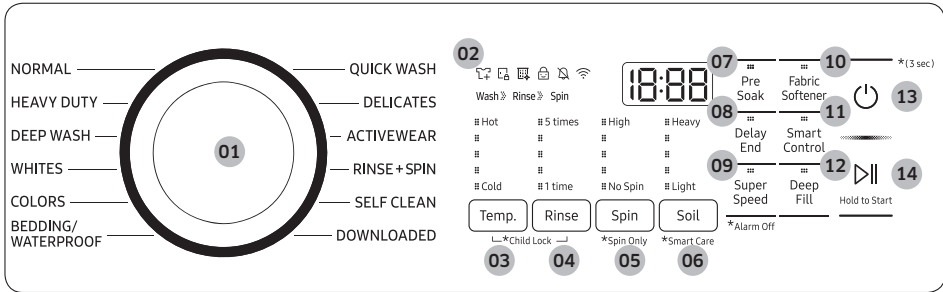 NORMAL
HEAVY DUTY
DEEP WASH
WHITES
COLORS
BEDDING/
WATERPROOF
01
QUICK WASH
DELICATES
ACTIVEWEAR
RINSE+SPIN
SELF CLEAN
DOWNLOADED
02
Wash》 Rinse》 Spin
18:88
Hot
5 times
High
Heavy
Cold
1 time
No Spin
Light
Temp.
Rinse
Spin
Soil
*Child Lock
*Spin Only
*Smart Care
03
04
05
06
07
Pre
Soak
10
Fabric
Softener
08
Delay
End
11
Smart
Control
09
Super
Speed
*Alarm Off
12
Deep
Fill
*(3 sec)
13
14
Hold to Start